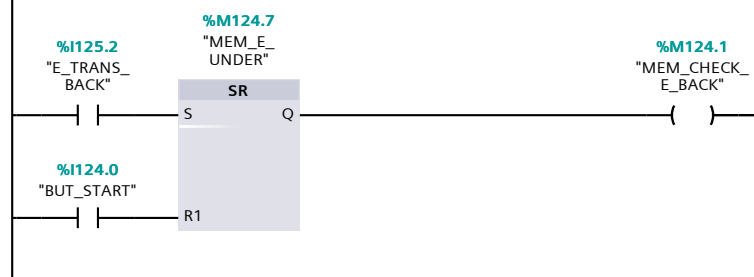 %M124.7
"MEM_E_
UNDER"
%I125.2
"E_TRANS_
BACK"
%M124.1
"MEM_CHECK_
E_BACK"
SR
S
Q
%I124.0
"BUT_START"
R1